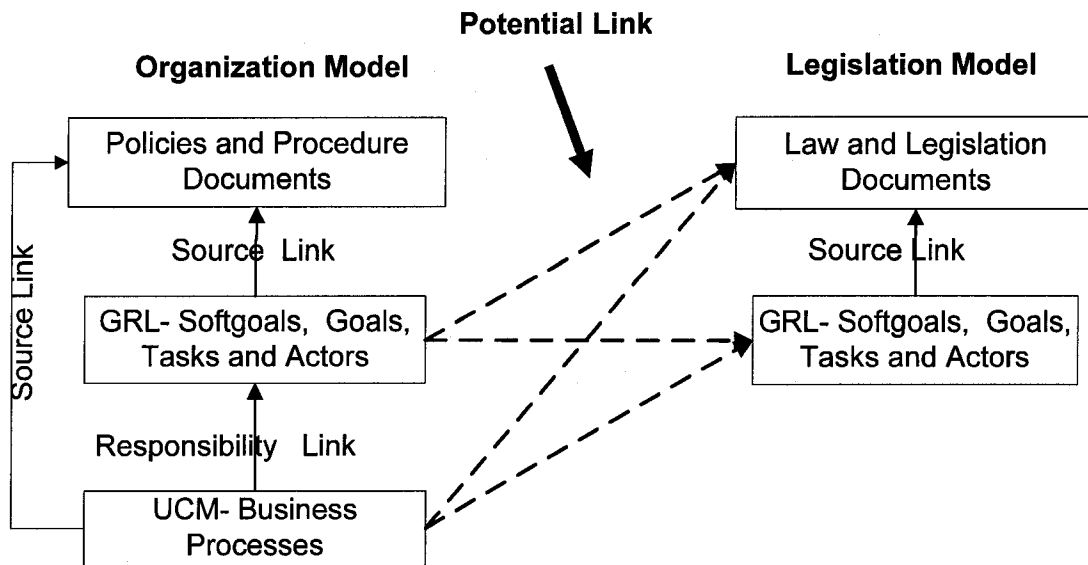 Potential Link
Organization Model
Legislation Model
Policies and Procedure
Documents
Law and Legislation
Documents
Source Link
Source Link
Source Link
GRL- Softgoals, Goals,
Tasks and Actors
GRL- Softgoals, Goals,
Tasks and Actors
Responsibility Link
UCM- Business
Processes